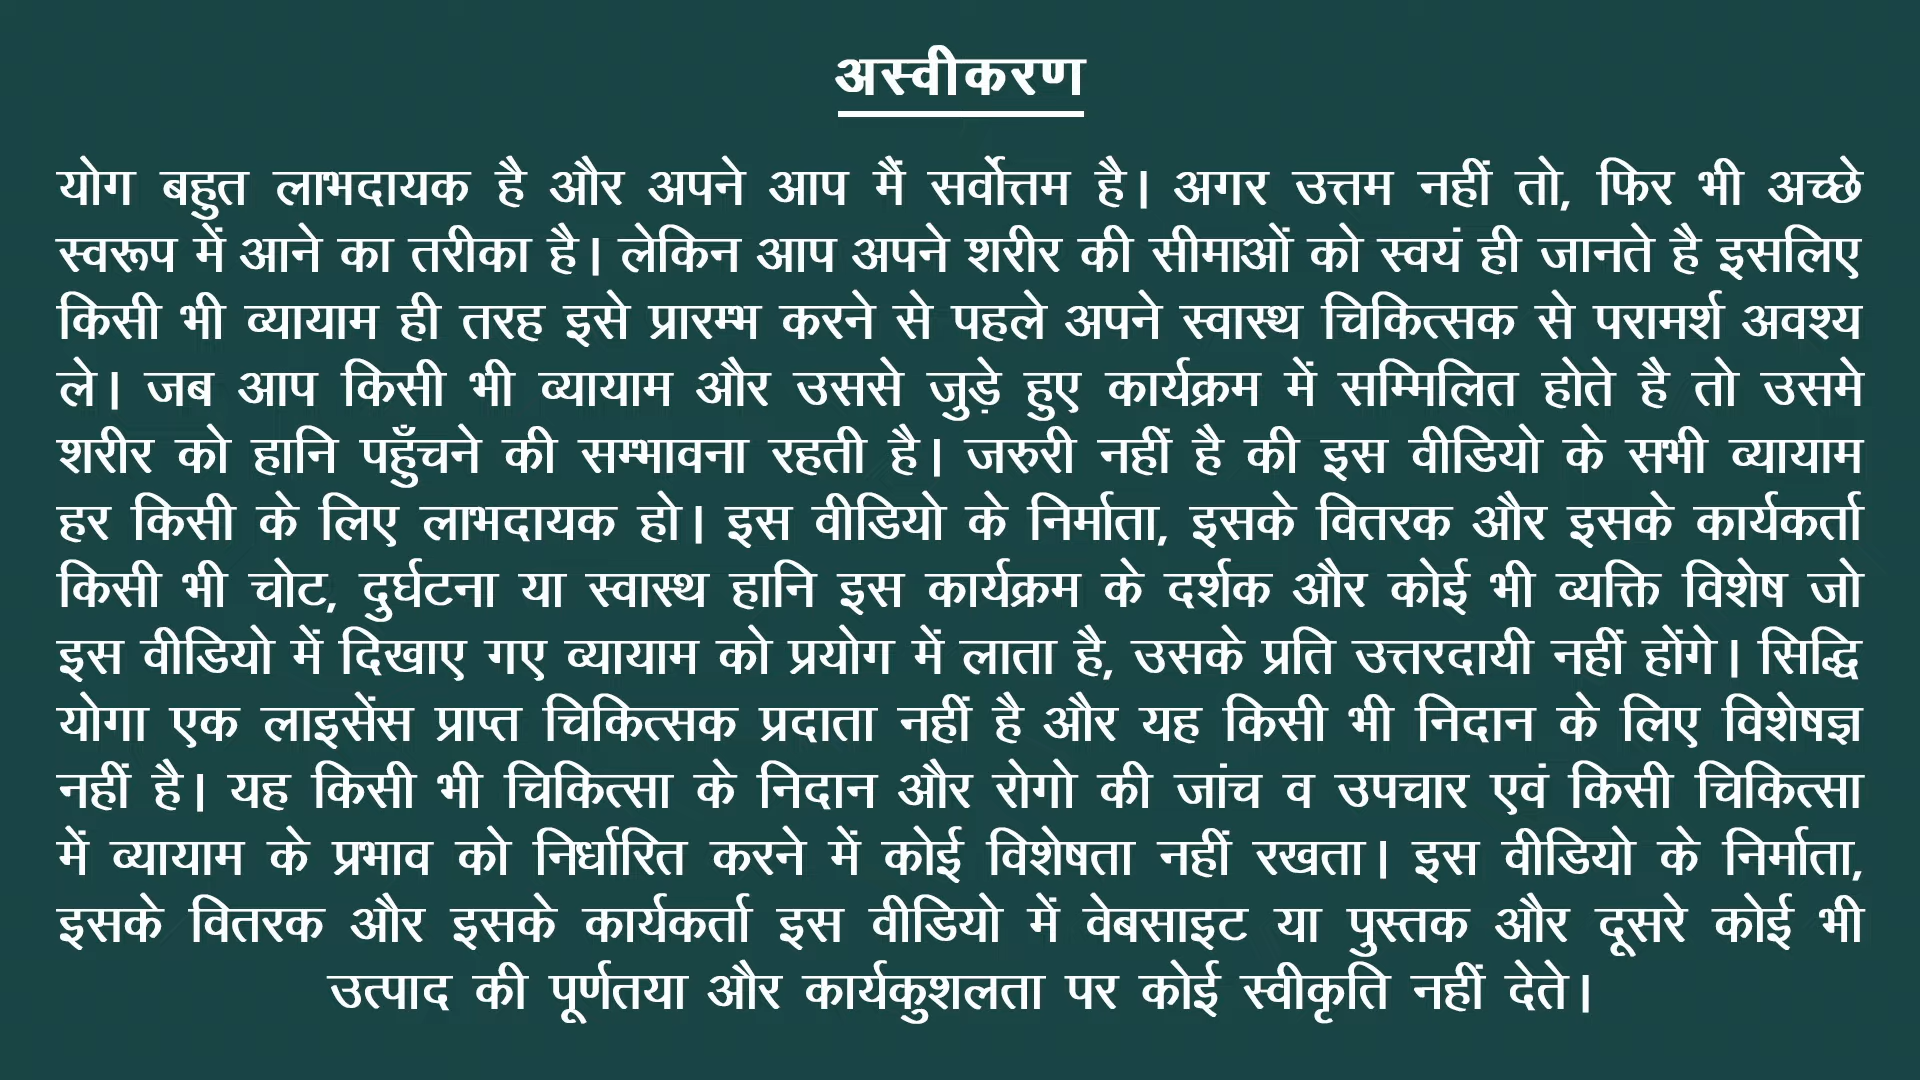 अस्वीकरण
योग बहुत लाभदायक है और अपने आप मैं सर्वोत्तम है। अगर उत्तम नहीं तो, फिर भी अच्छे
स्वरूप में आने का तरीका है। लेकिन आप अपने शरीर की सीमाओं को स्वयं ही जानते है इसलिए
किसी भी व्यायाम ही तरह इसे प्रारम्भ करने से पहले अपने स्वास्थ चिकित्सक से परामर्श अवश्य
ले। जब आप किसी भी व्यायाम और उससे जुड़े हुए कार्यक्रम में सम्मिलित होते है तो उसमे
शरीर को हानि पहुँचने की सम्भावना रहती है। जरुरी नहीं है की इस वीडियो के सभी व्यायाम
हर किसी के लिए लाभदायक हो। इस वीडियो के निर्माता, इसके वितरक और इसके कार्यकर्ता
किसी भी चोट, दुर्घटना या स्वास्थ हानि इस कार्यक्रम के दर्शक और कोई भी व्यक्ति विशेष जो
इस वीडियो में दिखाए गए व्यायाम को प्रयोग में लाता है, उसके प्रति उत्तरदायी नहीं होंगे। सिद्धि
योगा एक लाइसेंस प्राप्त चिकित्सक प्रदाता नहीं है और यह किसी भी निदान के लिए विशेषज्ञ
नहीं है। यह किसी भी चिकित्सा के निदान और रोगो की जांच व उपचार एवं किसी चिकित्सा
में व्यायाम के प्रभाव को निर्धारित करने में कोई विशेषता नहीं रखता। इस वीडियो के निर्माता,
इसके वितरक और इसके कार्यकर्ता इस वीडियो में वेबसाइट या पुस्तक और दूसरे कोई भी
उत्पाद की पूर्णतया और कार्यकुशलता पर कोई स्वीकृति नहीं देते।